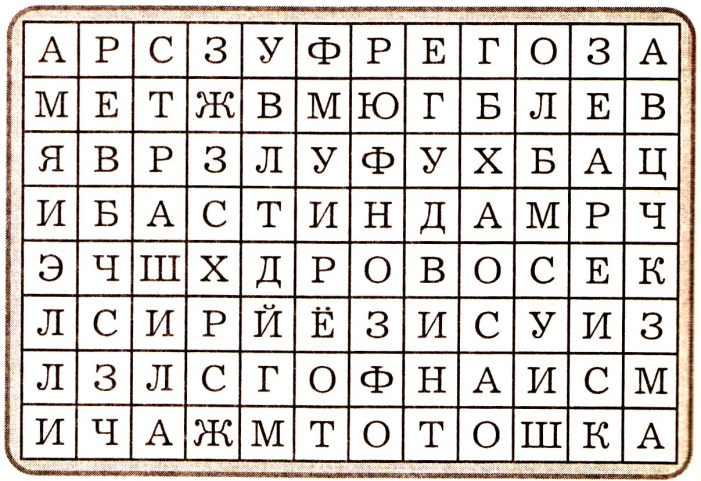 А Р С З У Ф Р Е Г О З А
М Е Т Ж В М Ю Г Б Л Е В
Я В Р З Л У Ф У Х Б А Ц
И Б А С Т И Н Д А М Р Ч
Э Ч Ш Х Д Р О В О С Е К
Л С И Р Й Ё З И С У И З
Л З Л С Г О Ф Н А И С М
И Ч А Ж М Т О Т О Ш К А